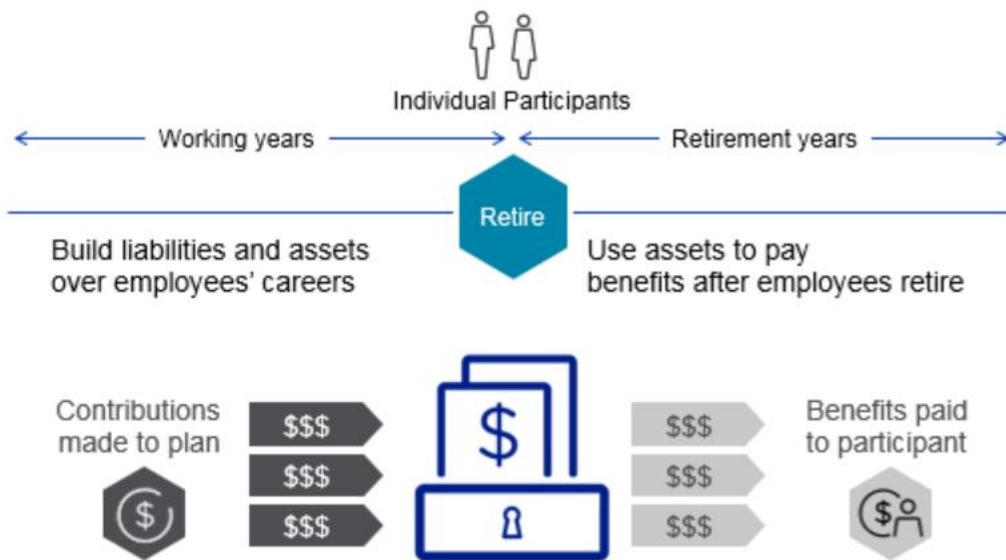 Individual Participants
Working years
Retirement years
Retire
Build liabilities and assets
over employees’ careers
Use assets to pay
benefits after employees retire
Contributions
made to plan
$
$$$
$$$
$$$
$
$$$
$$$
$$$
Benefits paid
to participant
$